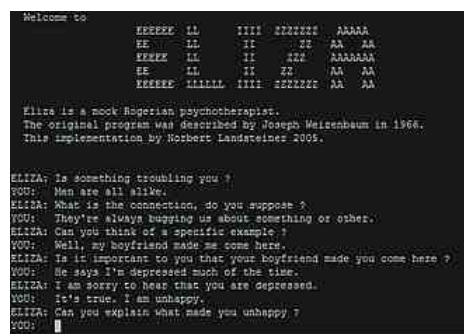 Welcome to
EEEEEE LL IIII ZZZZZZZ AAAAA
EE LL II ZZ AA AA
EEEEE LL II ZZZ AAAAAAA
EE LL II ZZ AA AA
EEEEEE LLLLLL IIII ZZZZZZZ AA AA
Eliza is a mock Rogerian psychotherapist.
The original program was described by Joseph Weizenbaum in 1966.
This implementation by Norbert Landsteiner 2005.
ELIZA: Is something troubling you ?
YOU: Men are all alike.
ELIZA: What is the connection, do you suppose ?
YOU: They're always bugging us about something or other.
ELIZA: Can you think of a specific example ?
YOU: Well, my boyfriend made me come here.
ELIZA: Is it important to you that your boyfriend made you come here ?
YOU: He says I'm depressed much of the time.
ELIZA: I am sorry to hear that you are depressed.
YOU: It's true. I am unhappy.
ELIZA: Can you explain what made you unhappy ?
YOU: